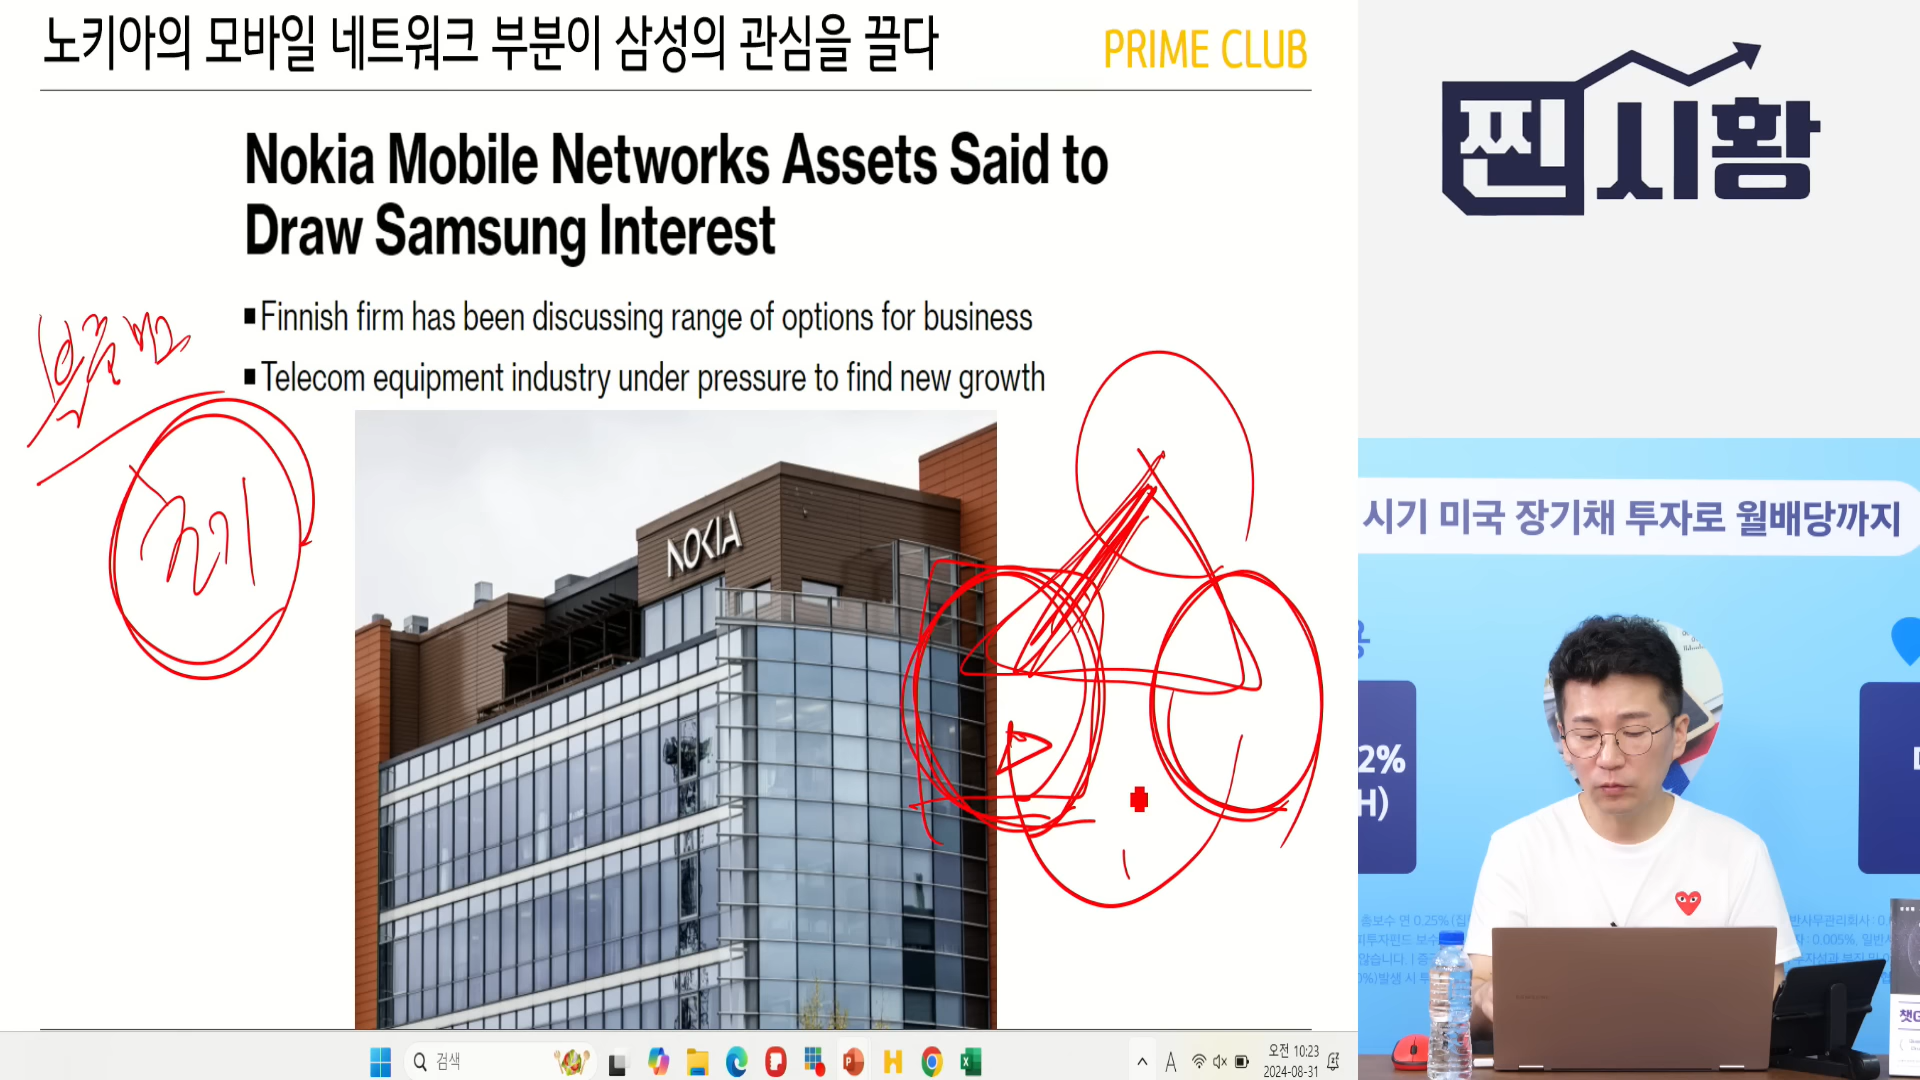 노키아의 모바일 네트워크 부분이 삼성의 관심을 끌다
PRIME CLUB
Nokia Mobile Networks Assets Said to
Draw Samsung Interest
Finnish firm has been discussing range of options for business
Telecom equipment industry under pressure to find new growth
NOKIA
찐시황
시기 미국 장기채 투자로 월배당까지
2%
H)
검색
오전 10:23
2024-08-31